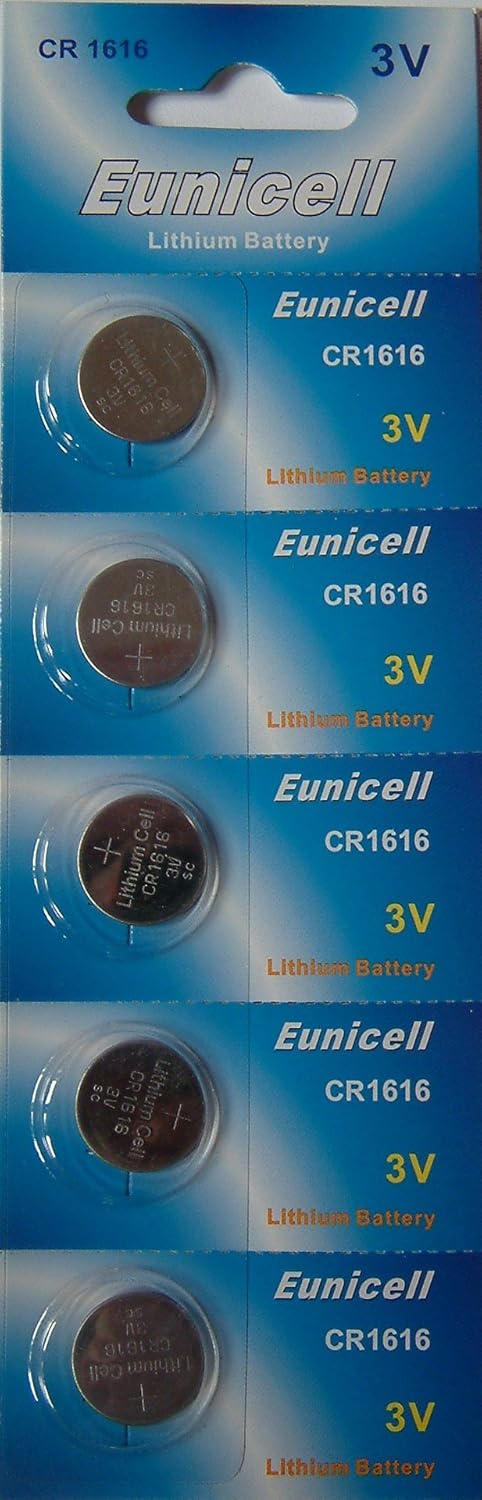 CR 1616
3V
Eunicell
Lithium Battery
Eunicell
CR1616
3V
Lithium Battery
+
Lithium Cell
CR1616
3V
sc
Eunicell
CR1616
3V
Lithium Battery
+
Lithium Cell
CR1616
3V
sc
Eunicell
CR1616
3V
Lithium Battery
+
Lithium Cell
CR1616
3V
sc
Eunicell
CR1616
3V
Lithium Battery
+
Lithium Cell
CR1616
3V
sc
Eunicell
CR1616
3V
Lithium Battery
+
Lithium Cell
CR1616
3V
sc